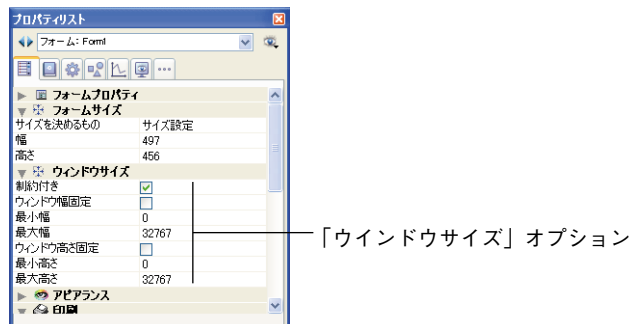 プロパティリスト
フォーム: Form1
フォームプロパティ
フォームサイズ
サイズを決めるもの サイズ設定
幅 497
高さ 456
ウィンドウサイズ
制約付き
ウィンドウ幅固定
最小幅 0
最大幅 32767
ウィンドウ高さ固定
最小高さ 0
最大高さ 32767
アピアランス
印刷
「ウインドウサイズ」オプション